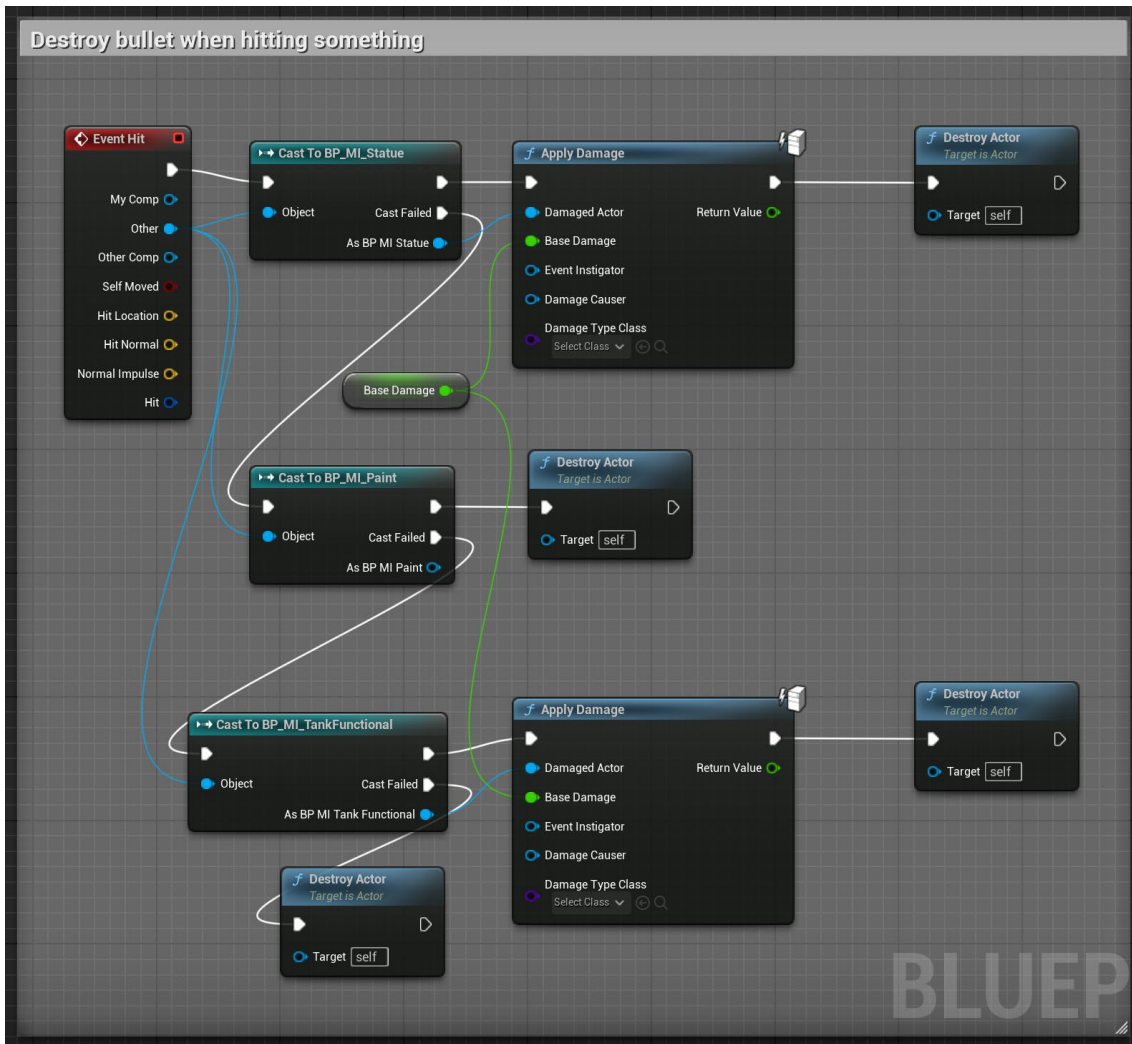 Destroy bullet when hitting something
Event Hit
My Comp
Other
Other Comp
Self Moved
Hit Location
Hit Normal
Normal Impulse
Hit
Cast To BP_MI_Statue
Object
Cast Failed
As BP MI Statue
Apply Damage
Damaged Actor
Return Value
Base Damage
Event Instigator
Damage Causer
Damage Type Class
Select Class
Destroy Actor
Target is Actor
Target self
Base Damage
Cast To BP_MI_Paint
Object
Cast Failed
As BP MI Paint
Destroy Actor
Target is Actor
Target self
Cast To BP_MI_TankFunctional
Object
Cast Failed
As BP MI Tank Functional
Apply Damage
Damaged Actor
Return Value
Base Damage
Event Instigator
Damage Causer
Damage Type Class
Select Class
Destroy Actor
Target is Actor
Target self
Destroy Actor
Target is Actor
Target self
BLUEP